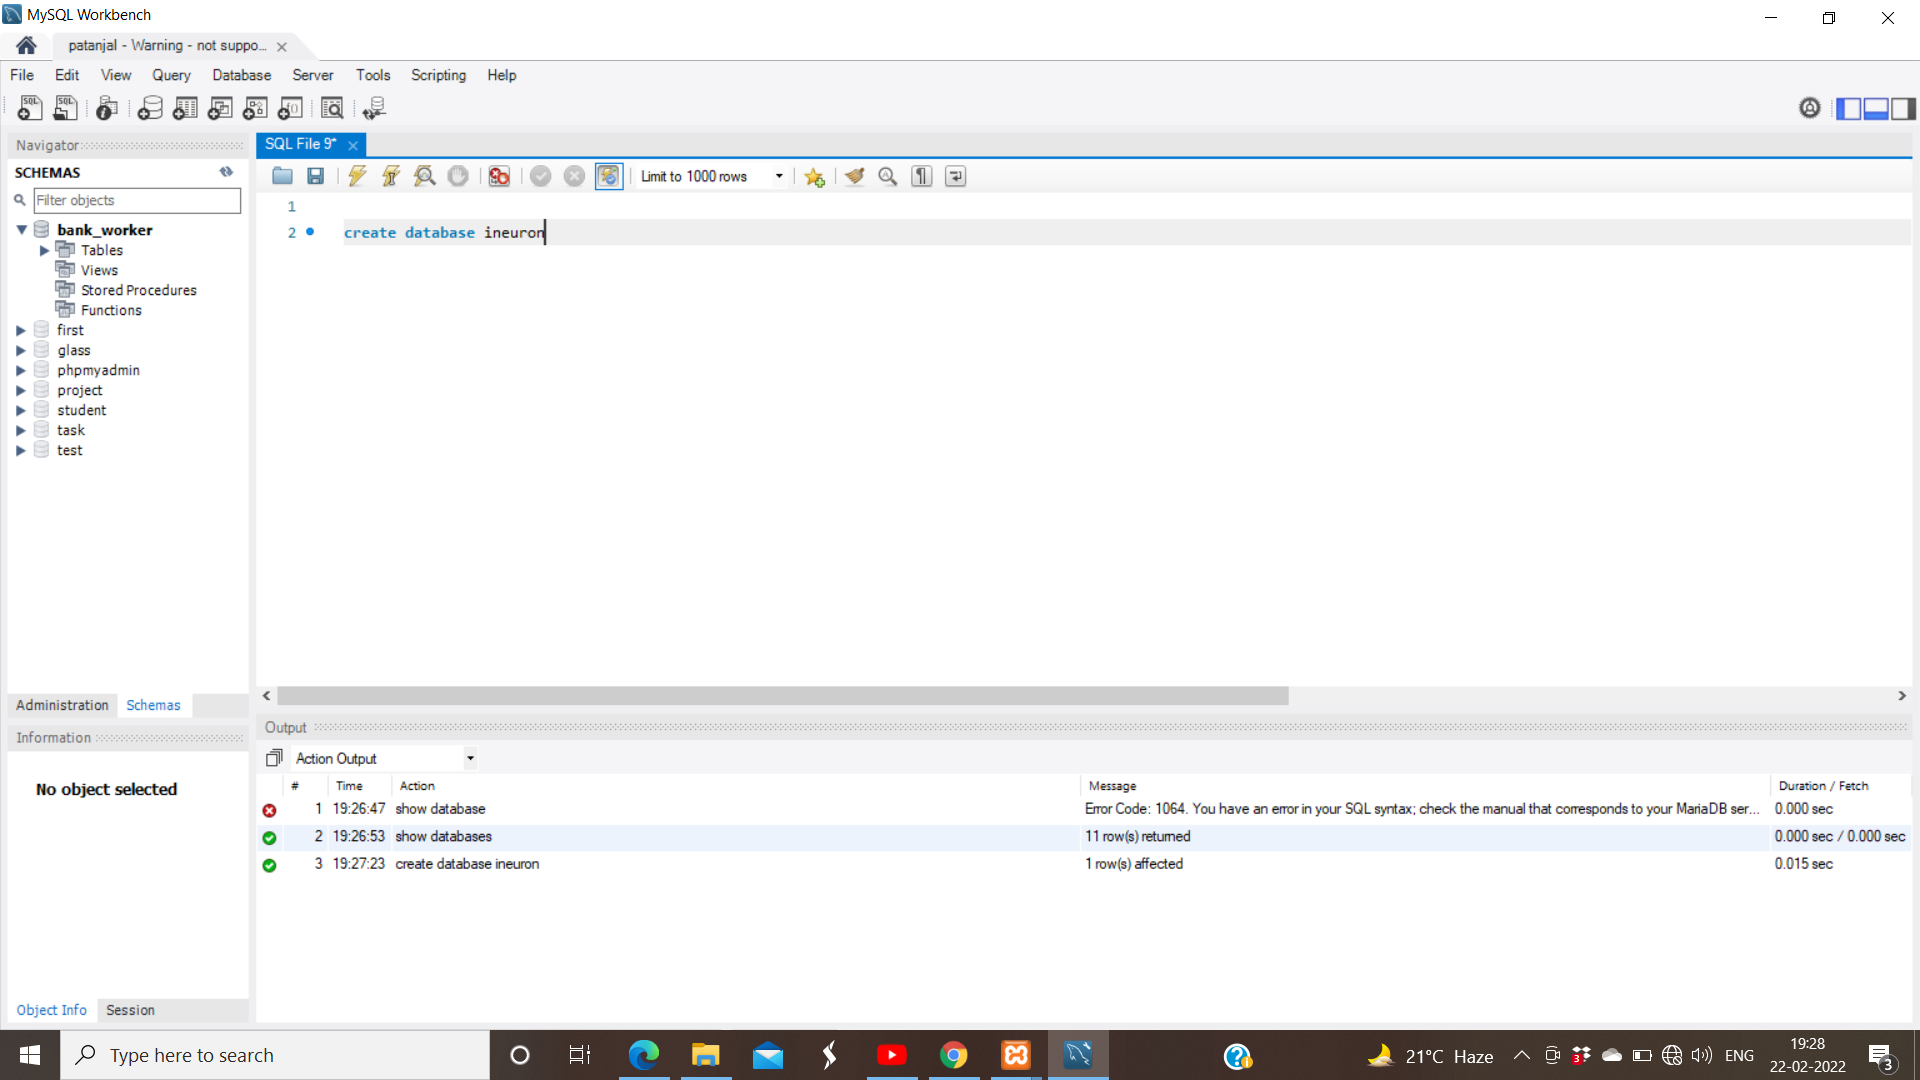 MySQL Workbench
patanjal - Warning - not suppo...
File Edit View Query Database Server Tools Scripting Help
Navigator
SQL File 9*
SCHEMAS
Limit to 1000 rows
Filter objects
1
bank_worker
2 create database ineuron
Tables
Views
Stored Procedures
Functions
first
glass
phpmyadmin
project
student
task
test
Administration Schemas
Output
Information
Action Output
# Time Action Message Duration / Fetch
No object selected
1 19:26:47 show database Error Code: 1064. You have an error in your SQL syntax; check the manual that corresponds to your MariaDB ser... 0.000 sec
2 19:26:53 show databases 11 row(s) returned 0.000 sec / 0.000 sec
3 19:27:23 create database ineuron 1 row(s) affected 0.015 sec
Object Info Session
Type here to search
21°C Haze
ENG
19:28
22-02-2022
3
3